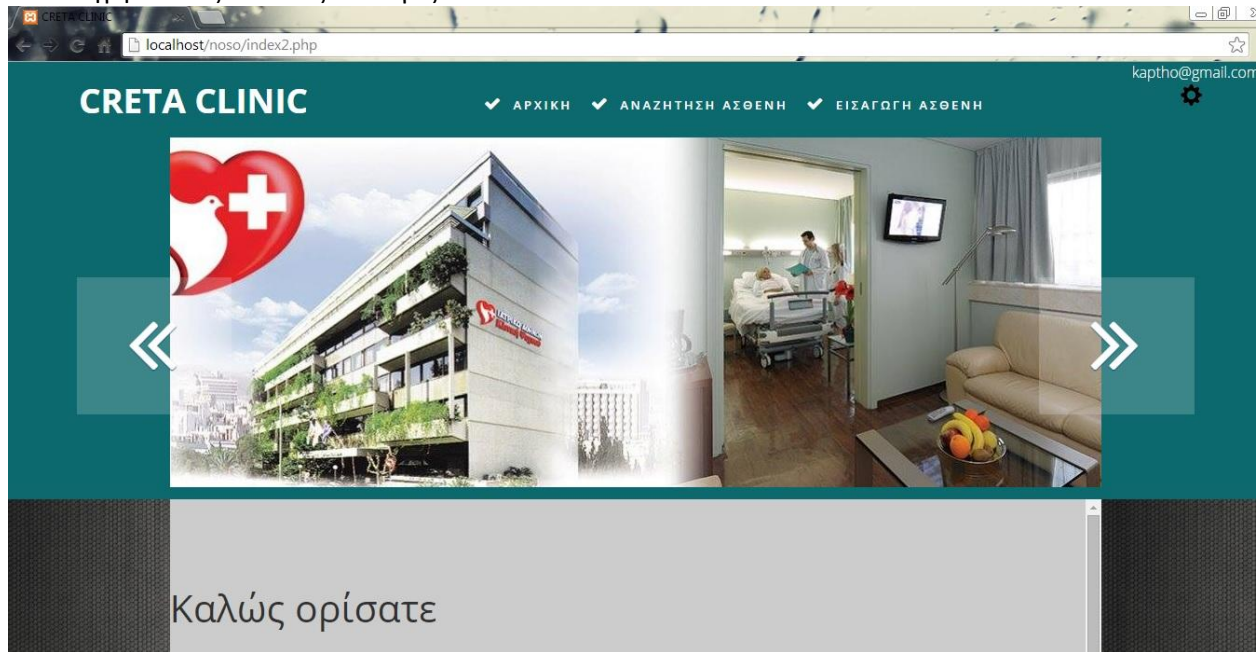 CRETA CLINIC
localhost/noso/index2.php
kaptho@gmail.com
CRETA CLINIC
ΑΡΧΙΚΗ ΑΝΑΖΗΤΗΣΗ ΑΣΘΕΝΗ ΕΙΣΑΓΩΓΗ ΑΣΘΕΝΗ
Καλώς ορίσατε